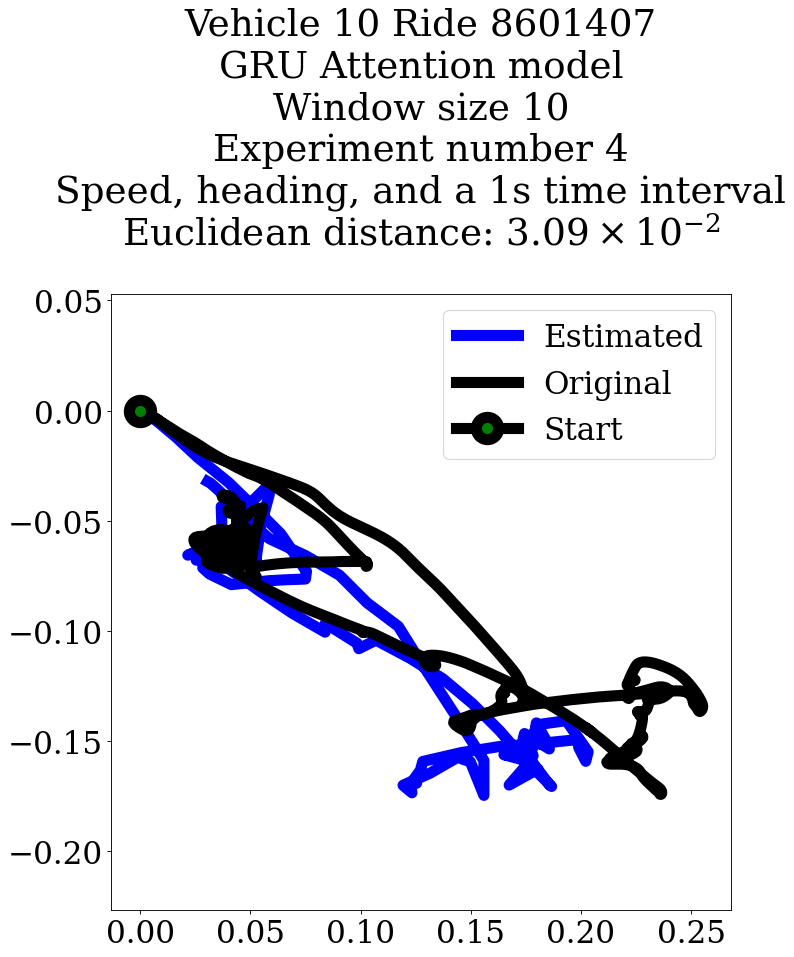 Vehicle 10 Ride 8601407
GRU Attention model
Window size 10
Experiment number 4
Speed, heading, and a 1s time interval
Euclidean distance: 3.09 × 10⁻²
0.05
Estimated
Original
Start
0.00
−0.05
−0.10
−0.15
−0.20
0.00 0.05 0.10 0.15 0.20 0.25